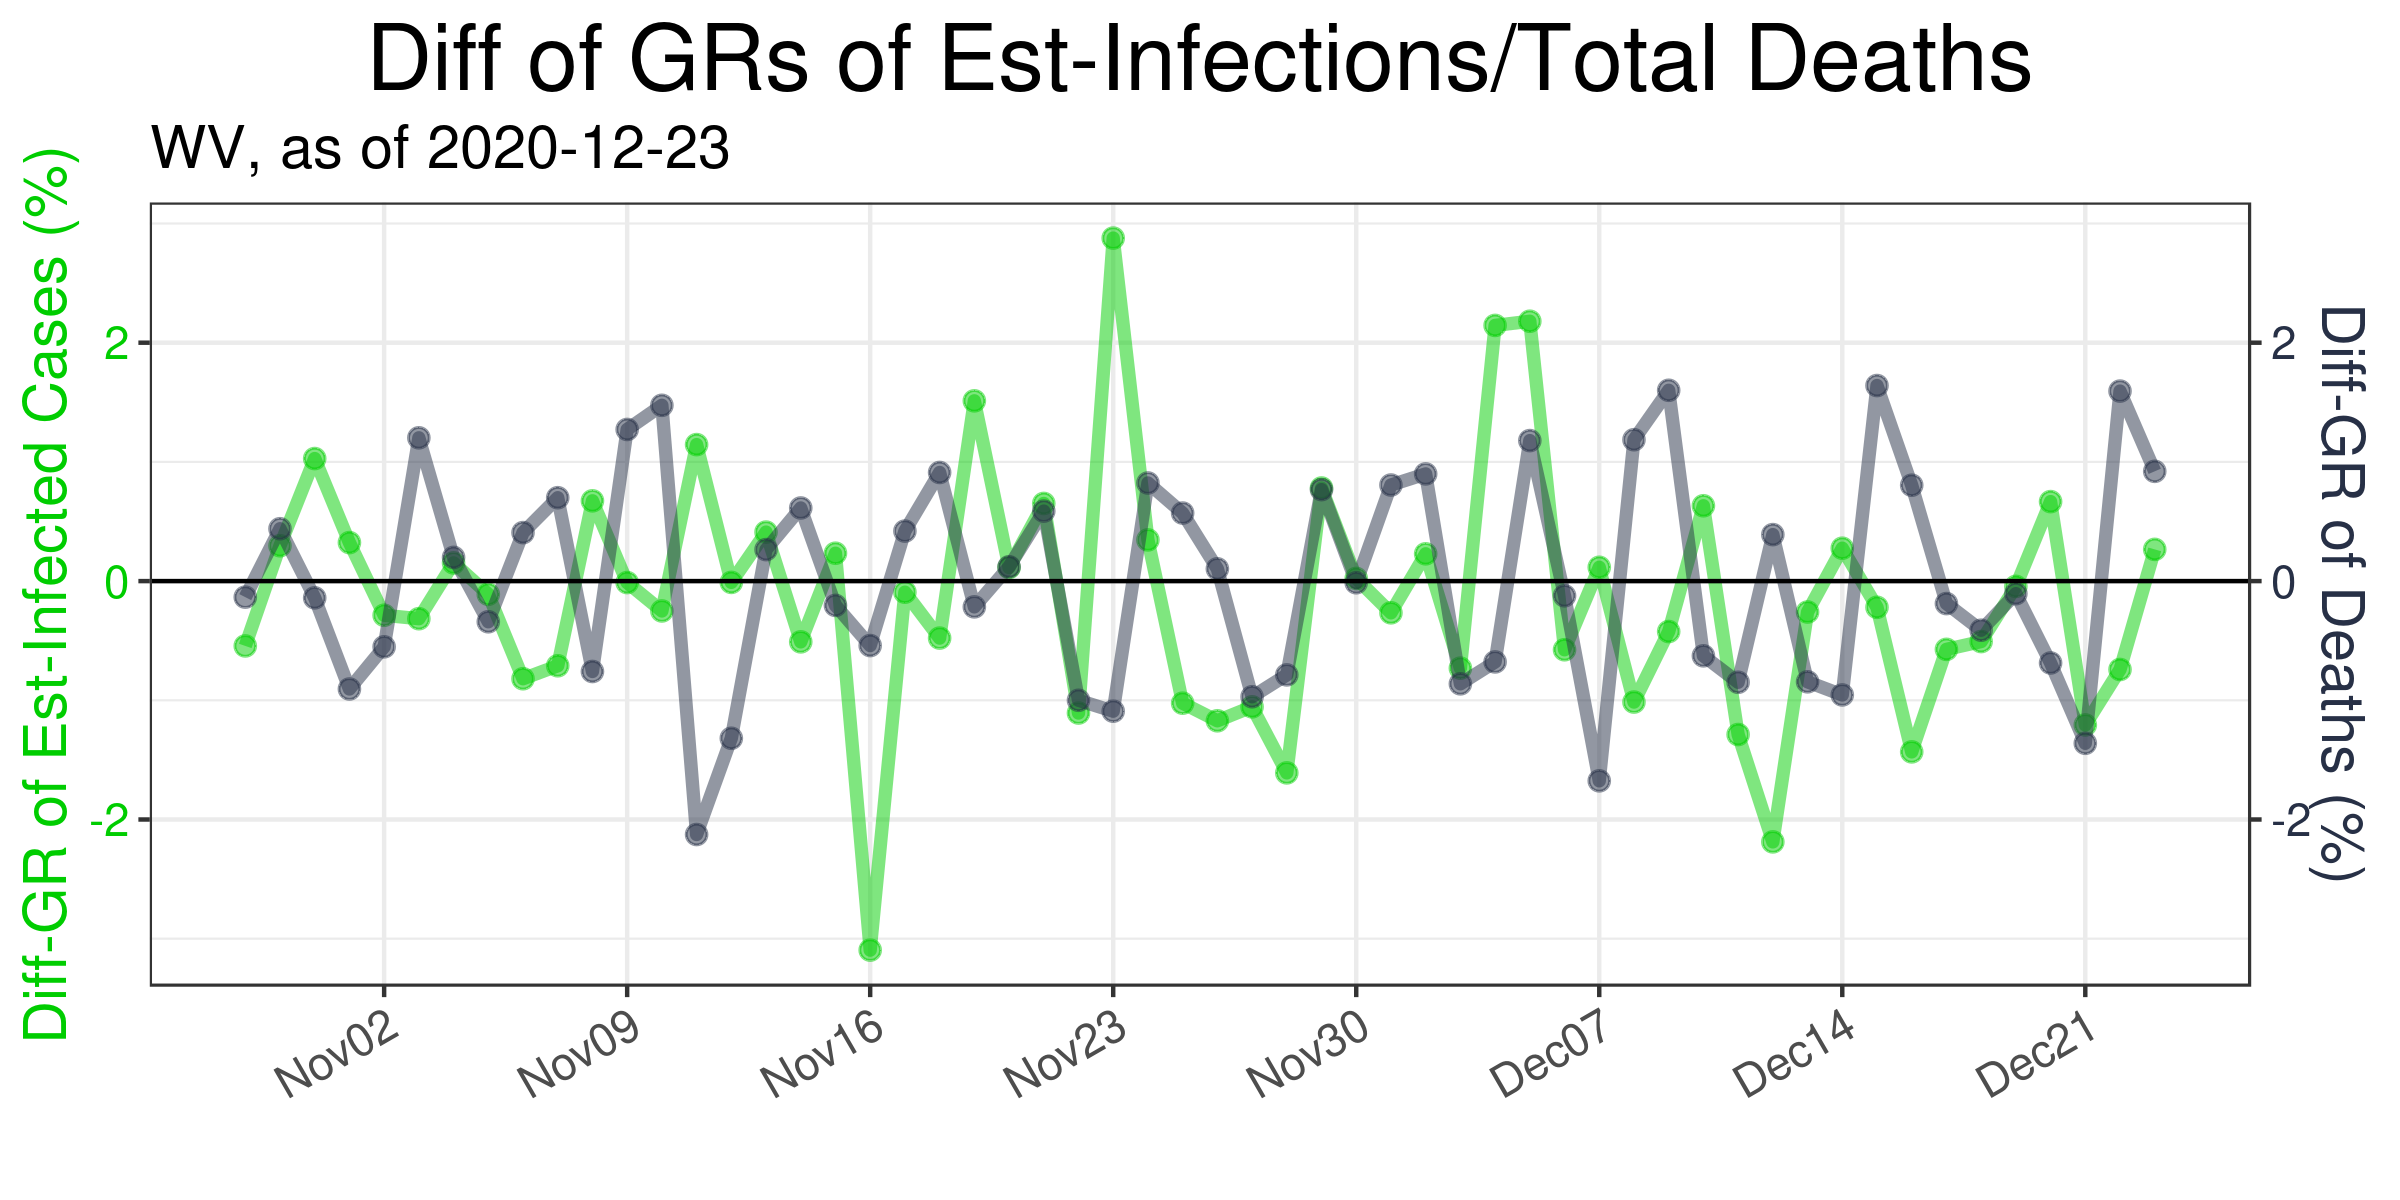 Diff of GRs of Est-Infections/Total Deaths
WV, as of 2020-12-23
Diff-GR of Est-Infected Cases (%)
2
0
-2
2
0
-2
Diff-GR of Deaths (%)
Nov02
Nov09
Nov16
Nov23
Nov30
Dec07
Dec14
Dec21